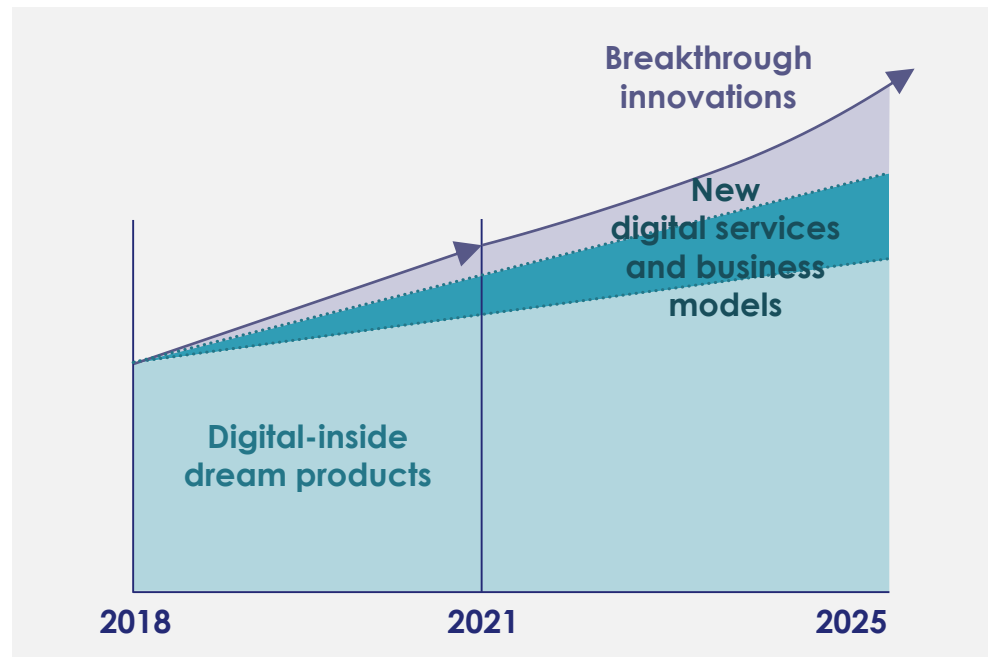 Breakthrough
innovations
New
digital services
and business
models
Digital-inside
dream products
2018
2021
2025